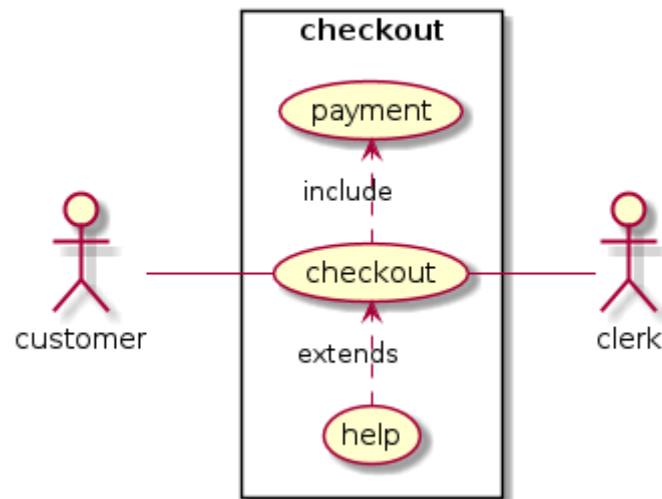 checkout
payment
include
checkout
customer
clerk
extends
help